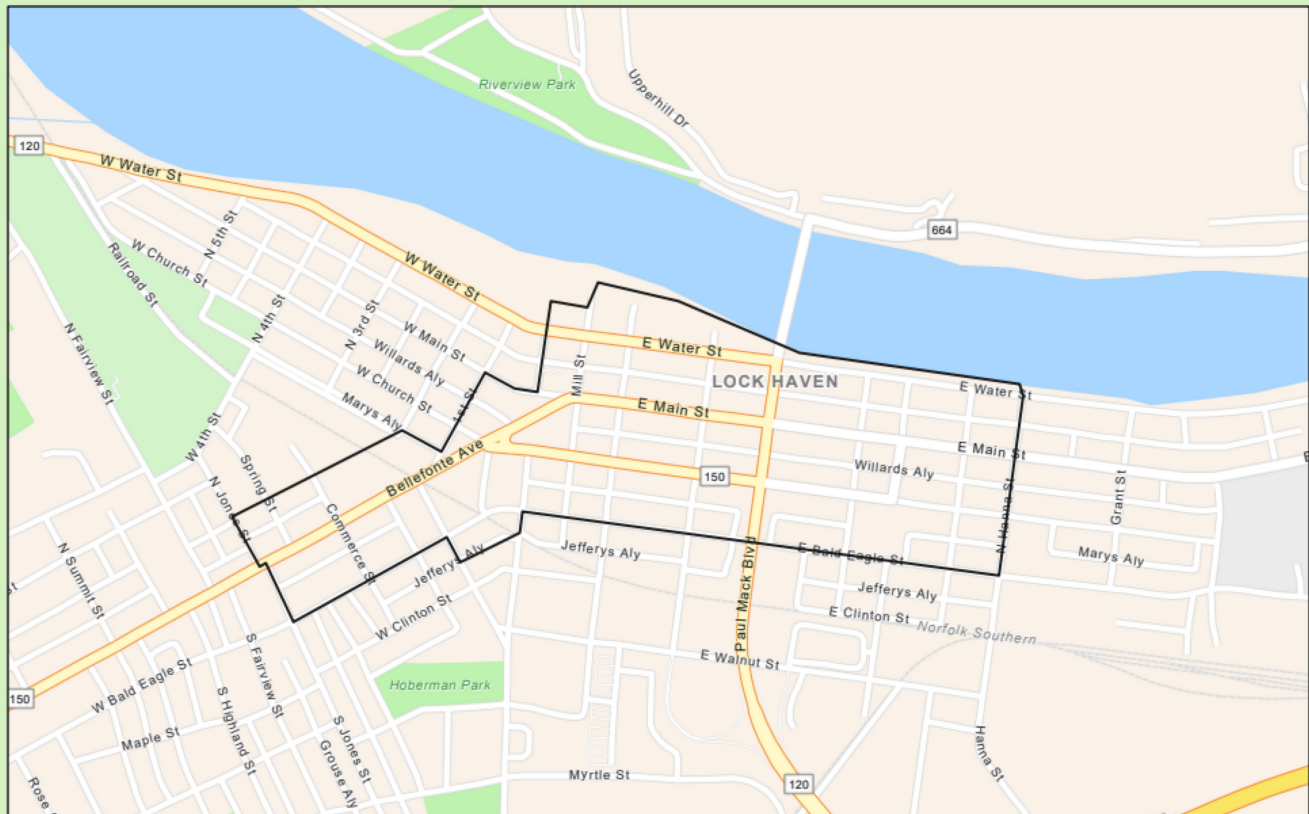 Riverview Park
Upperhill Dr
120
W Water St
664
N 5th St
W Church St
Railroad St
W Water St
N 4th St
N 3rd St
W Main St
Willards Aly
W Church St
Marys Aly
1st St
Mill St
E Water St
LOCK HAVEN
E Water St
N Fairview St
E Main St
E Main St
W 4th St
Bellefonte Ave
Willards Aly
150
Spring St
N Jones St
Commerce St
Grant St
N Hanna St
Jefferys Aly
Jefferys Aly
E Bald Eagle St
Marys Aly
Paul Mack Blvd
Jefferys Aly
N Summit St
W Clinton St
E Clinton St
Norfolk Southern
S Fairview St
E Walnut St
150
W Bald Eagle St
Hoberman Park
S Highland St
Maple St
S Jones St
Grouse Aly
Hanna St
Myrtle St
120